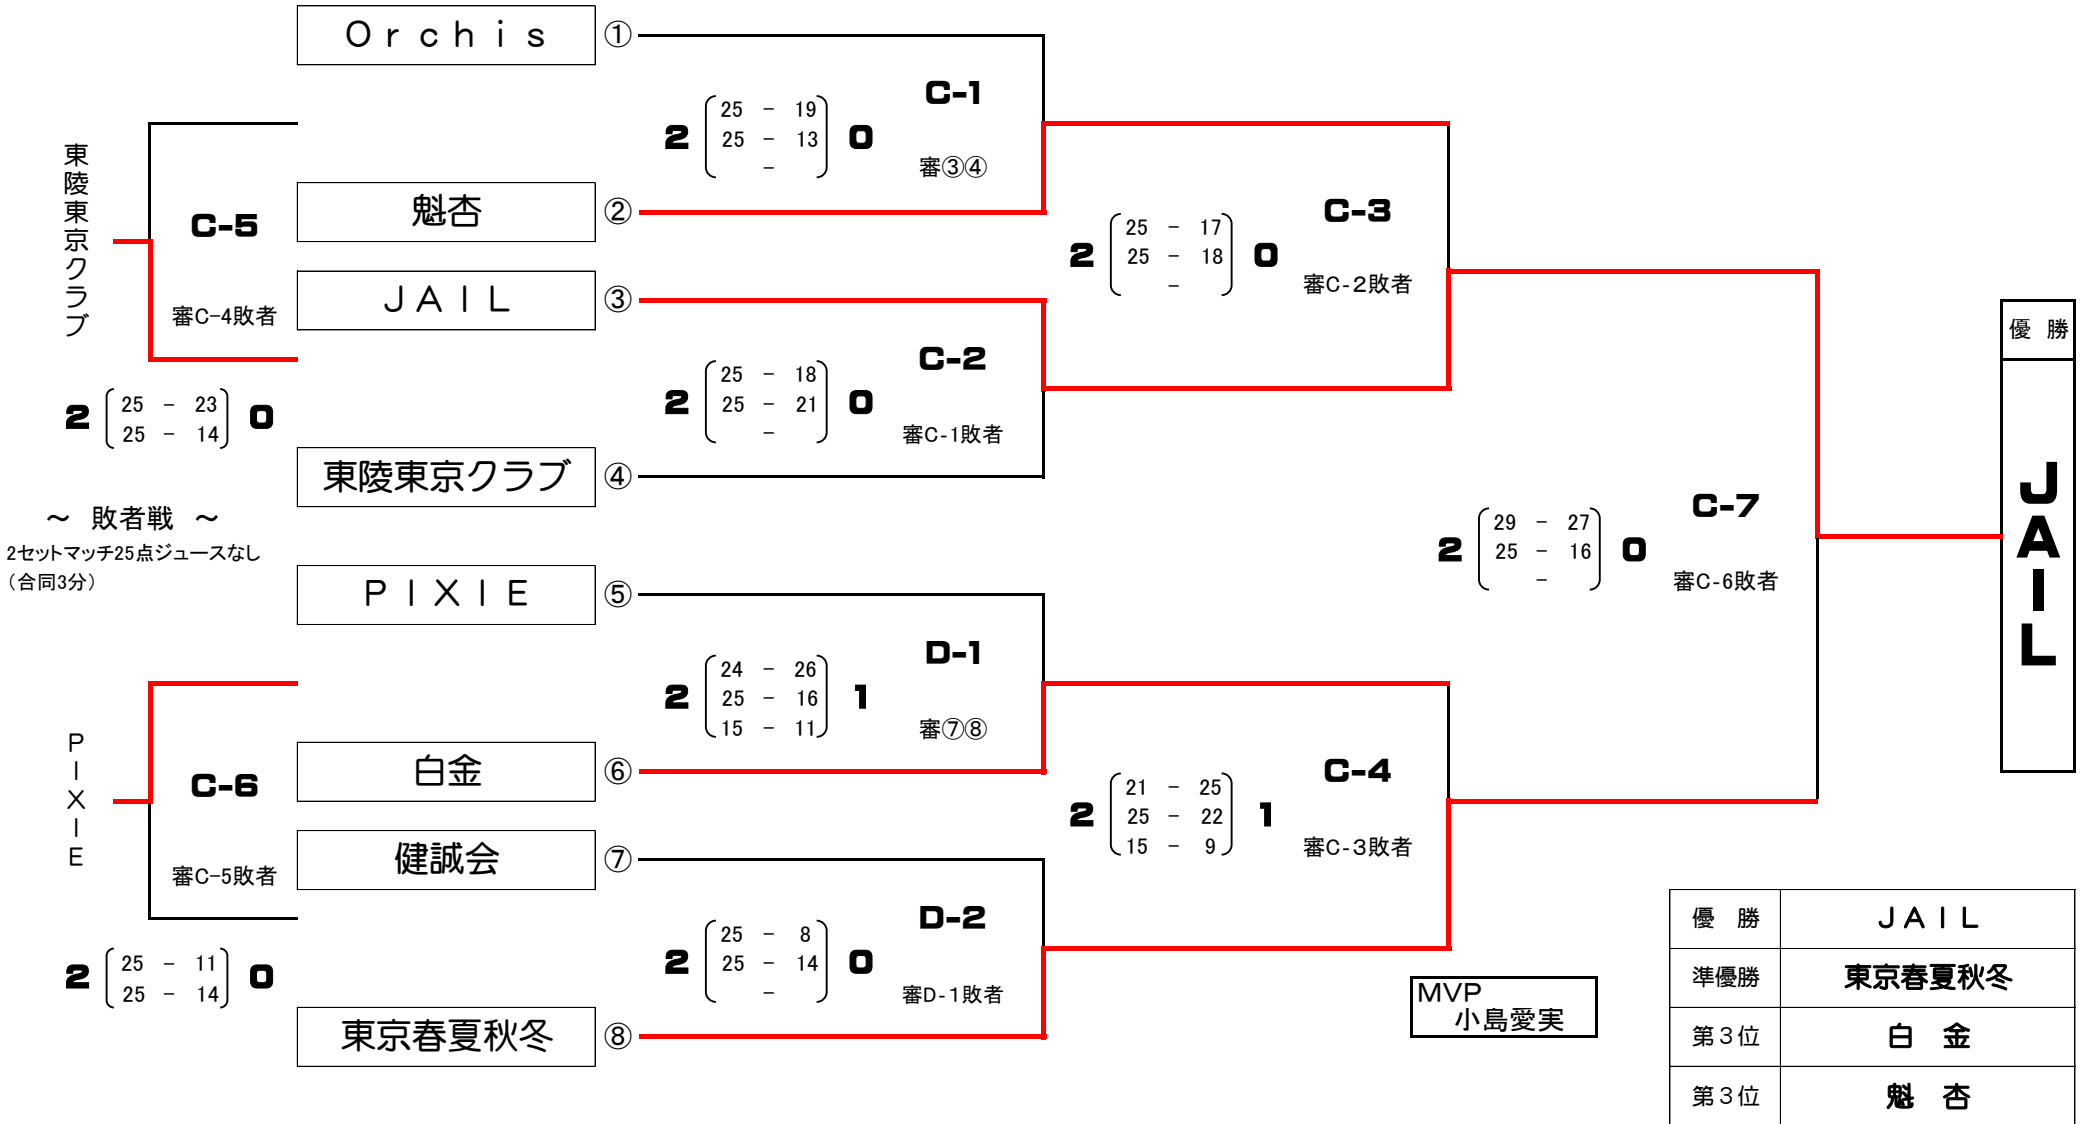 Orchis ①
C-1
2 25 - 19 0
25 - 13
-
審③④
魁杏 ②
JAIL ③
C-2
2 25 - 18 0
25 - 21
-
審C-1敗者
東陵東京クラブ ④
C-3
2 25 - 17 0
25 - 18
-
審C-2敗者
東陵東京クラブ
C-5
審C-4敗者
2 25 - 23 0
25 - 14
～ 敗者戦 ～
2セットマッチ25点ジュースなし
（合同3分）
PIXIE ⑤
D-1
2 24 - 26 1
25 - 16
15 - 11
審⑦⑧
白金 ⑥
健誠会 ⑦
D-2
2 25 - 8 0
25 - 14
-
審D-1敗者
東京春夏秋冬 ⑧
C-4
2 21 - 25 1
25 - 22
15 - 9
審C-3敗者
PIXIE
C-6
審C-5敗者
2 25 - 11 0
25 - 14
C-7
2 29 - 27 0
25 - 16
-
審C-6敗者
優 勝
JAIL
MVP
小島愛実
優 勝 JAIL
準優勝 東京春夏秋冬
第3位 白 金
第3位 魁 杏